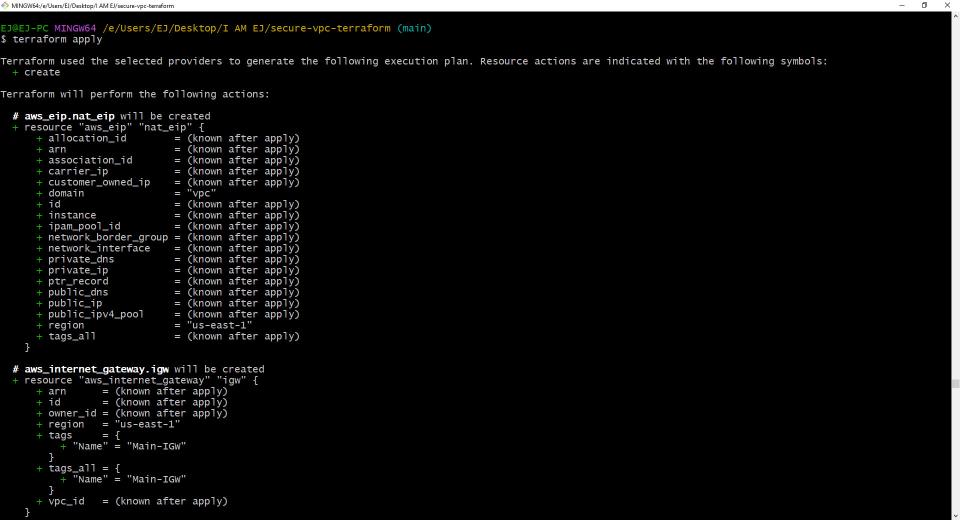 MINGW64:/e/Users/EJ/Desktop/I AM EJ/secure-vpc-terraform
EJ@EJ-PC MINGW64 /e/Users/EJ/Desktop/I AM EJ/secure-vpc-terraform (main)
$ terraform apply
Terraform used the selected providers to generate the following execution plan. Resource actions are indicated with the following symbols:
  + create
Terraform will perform the following actions:
  # aws_eip.nat_eip will be created
  + resource "aws_eip" "nat_eip" {
      + allocation_id        = (known after apply)
      + arn                  = (known after apply)
      + association_id       = (known after apply)
      + carrier_ip           = (known after apply)
      + customer_owned_ip    = (known after apply)
      + domain               = "vpc"
      + id                   = (known after apply)
      + instance             = (known after apply)
      + ipam_pool_id         = (known after apply)
      + network_border_group = (known after apply)
      + network_interface    = (known after apply)
      + private_dns          = (known after apply)
      + private_ip           = (known after apply)
      + ptr_record           = (known after apply)
      + public_dns           = (known after apply)
      + public_ip            = (known after apply)
      + public_ipv4_pool     = (known after apply)
      + region               = "us-east-1"
      + tags_all             = (known after apply)
    }
  # aws_internet_gateway.igw will be created
  + resource "aws_internet_gateway" "igw" {
      + arn      = (known after apply)
      + id       = (known after apply)
      + owner_id = (known after apply)
      + region   = "us-east-1"
      + tags     = {
          + "Name" = "Main-IGW"
        }
      + tags_all = {
          + "Name" = "Main-IGW"
        }
      + vpc_id   = (known after apply)
    }